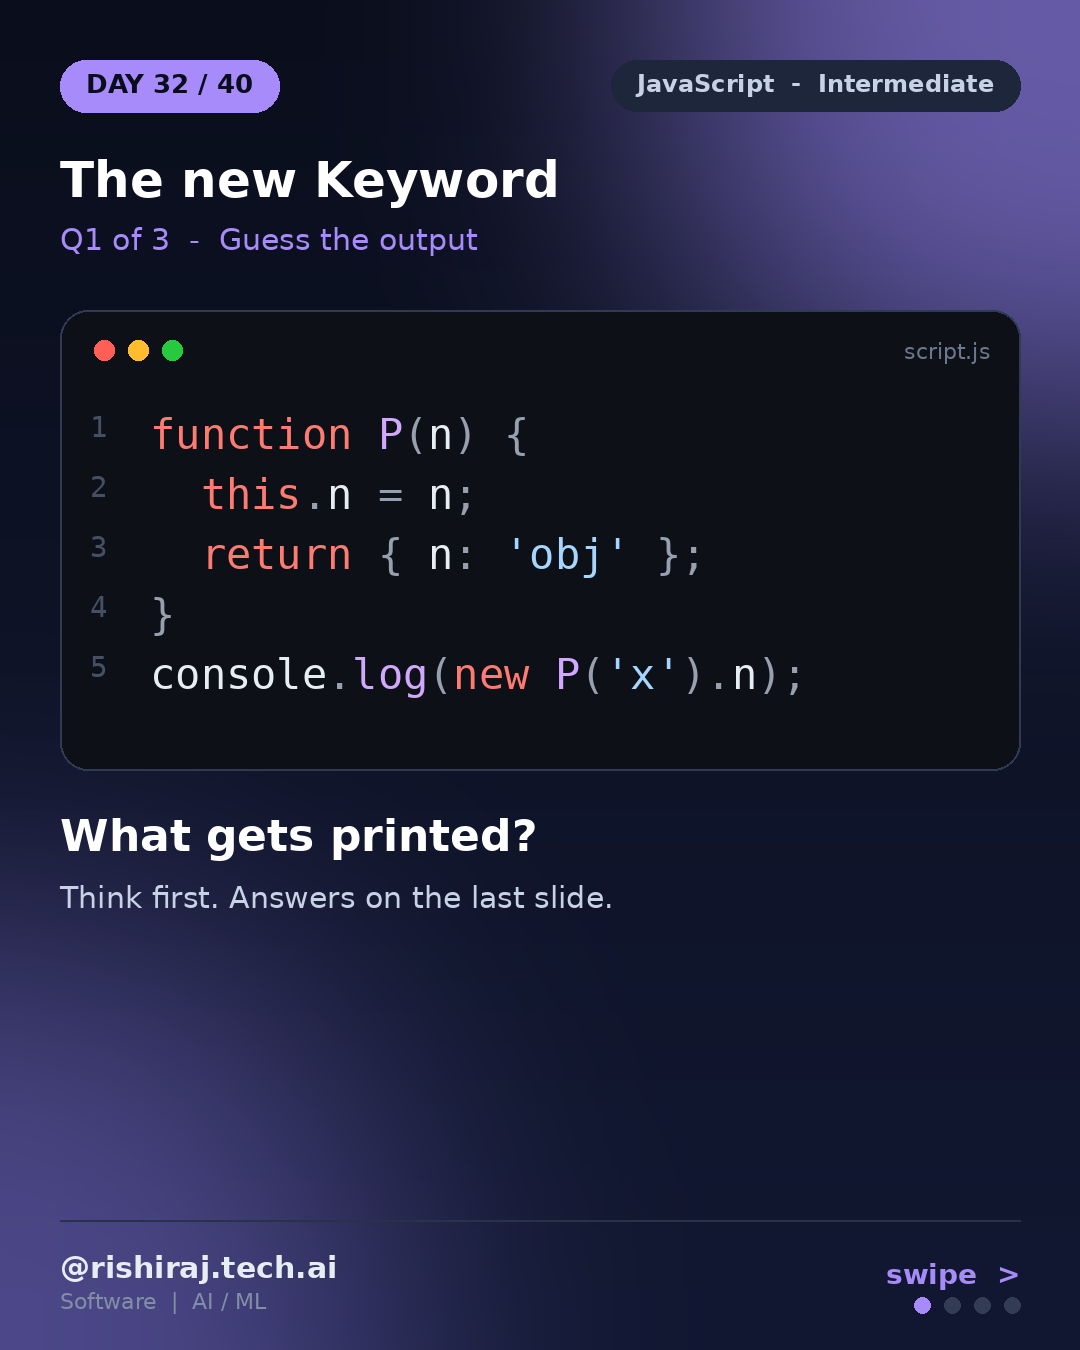 DAY 32 / 40
JavaScript - Intermediate
The new Keyword
Q1 of 3 - Guess the output
script.js
1 function P(n) {
2   this.n = n;
3   return { n: 'obj' };
4 }
5 console.log(new P('x').n);
What gets printed?
Think first. Answers on the last slide.
@rishiraj.tech.ai
Software | AI / ML
swipe >